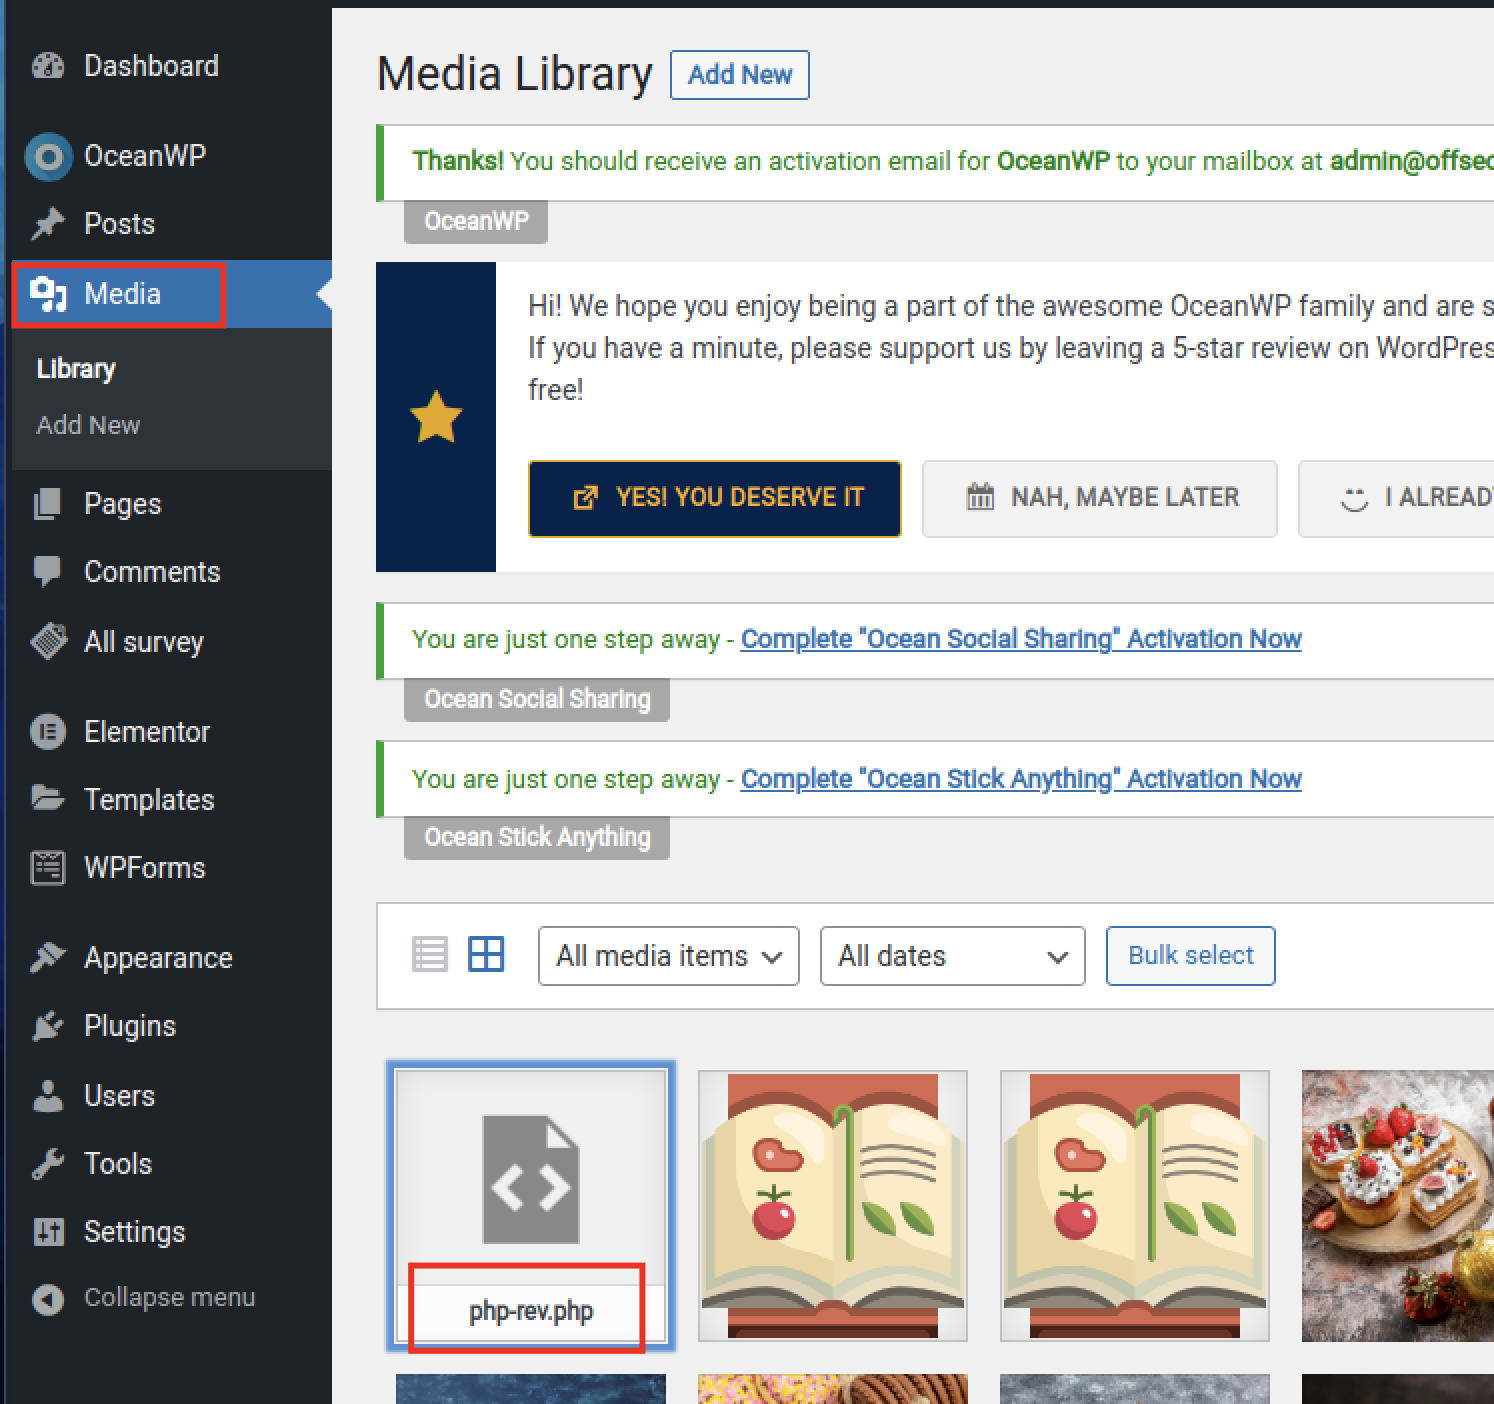 Dashboard
OceanWP
Posts
Media
Library
Add New
Pages
Comments
All survey
Elementor
Templates
WPForms
Appearance
Plugins
Users
Tools
Settings
Collapse menu
Media Library Add New
Thanks! You should receive an activation email for OceanWP to your mailbox at admin@offsec
OceanWP
Hi! We hope you enjoy being a part of the awesome OceanWP family and are s
If you have a minute, please support us by leaving a 5-star review on WordPres
free!
YES! YOU DESERVE IT NAH, MAYBE LATER I ALREADY
You are just one step away - Complete "Ocean Social Sharing" Activation Now
Ocean Social Sharing
You are just one step away - Complete "Ocean Stick Anything" Activation Now
Ocean Stick Anything
All media items All dates Bulk select
php-rev.php